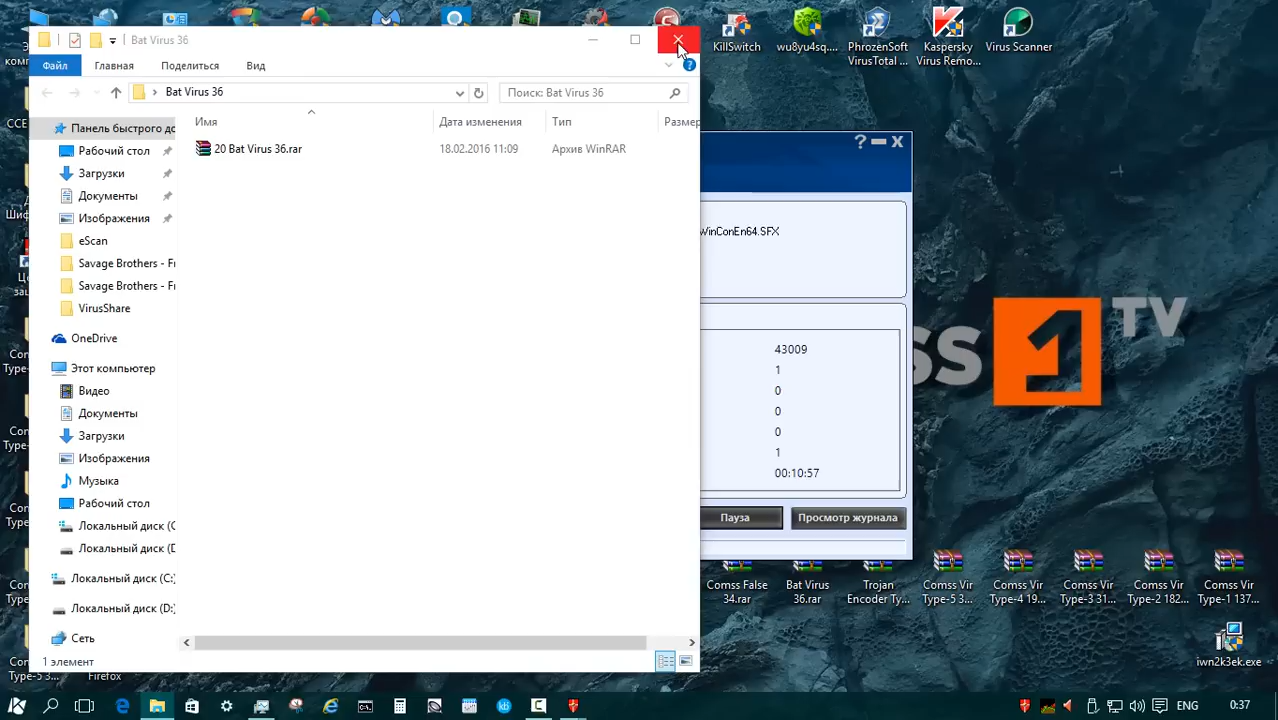 Bat Virus 36
Файл
Главная
Поделиться
Вид
Bat Virus 36
Поиск: Bat Virus 36
Имя
Дата изменения
Тип
Размер
20 Bat Virus 36.rar
18.02.2016 11:09
Архив WinRAR
Панель быстрого до
Рабочий стол
Загрузки
Документы
Изображения
eScan
Savage Brothers - Fr
Savage Brothers - Fr
VirusShare
OneDrive
Этот компьютер
Видео
Документы
Загрузки
Изображения
Музыка
Рабочий стол
Локальный диск (C
Локальный диск (D
Локальный диск (C:)
Локальный диск (D:)
Сеть
1 элемент
Firefox
KillSwitch
wu8yu4sq....
PhrozenSoft
VirusTotal ...
Kaspersky
Virus Remo...
Virus Scanner
WinConEn64.SFX
43009
1
0
0
0
1
00:10:57
Пауза
Просмотр журнала
SS 1 TV
Comss False
34.rar
Bat Virus
36.rar
Trojan
Encoder Ty...
Comss Vir
Type-5 3...
Comss Vir
Type-4 19...
Comss Vir
Type-3 31...
Comss Vir
Type-2 182...
Comss Vir
Type-1 137...
iwn2k3ek.exe
ENG
0:37